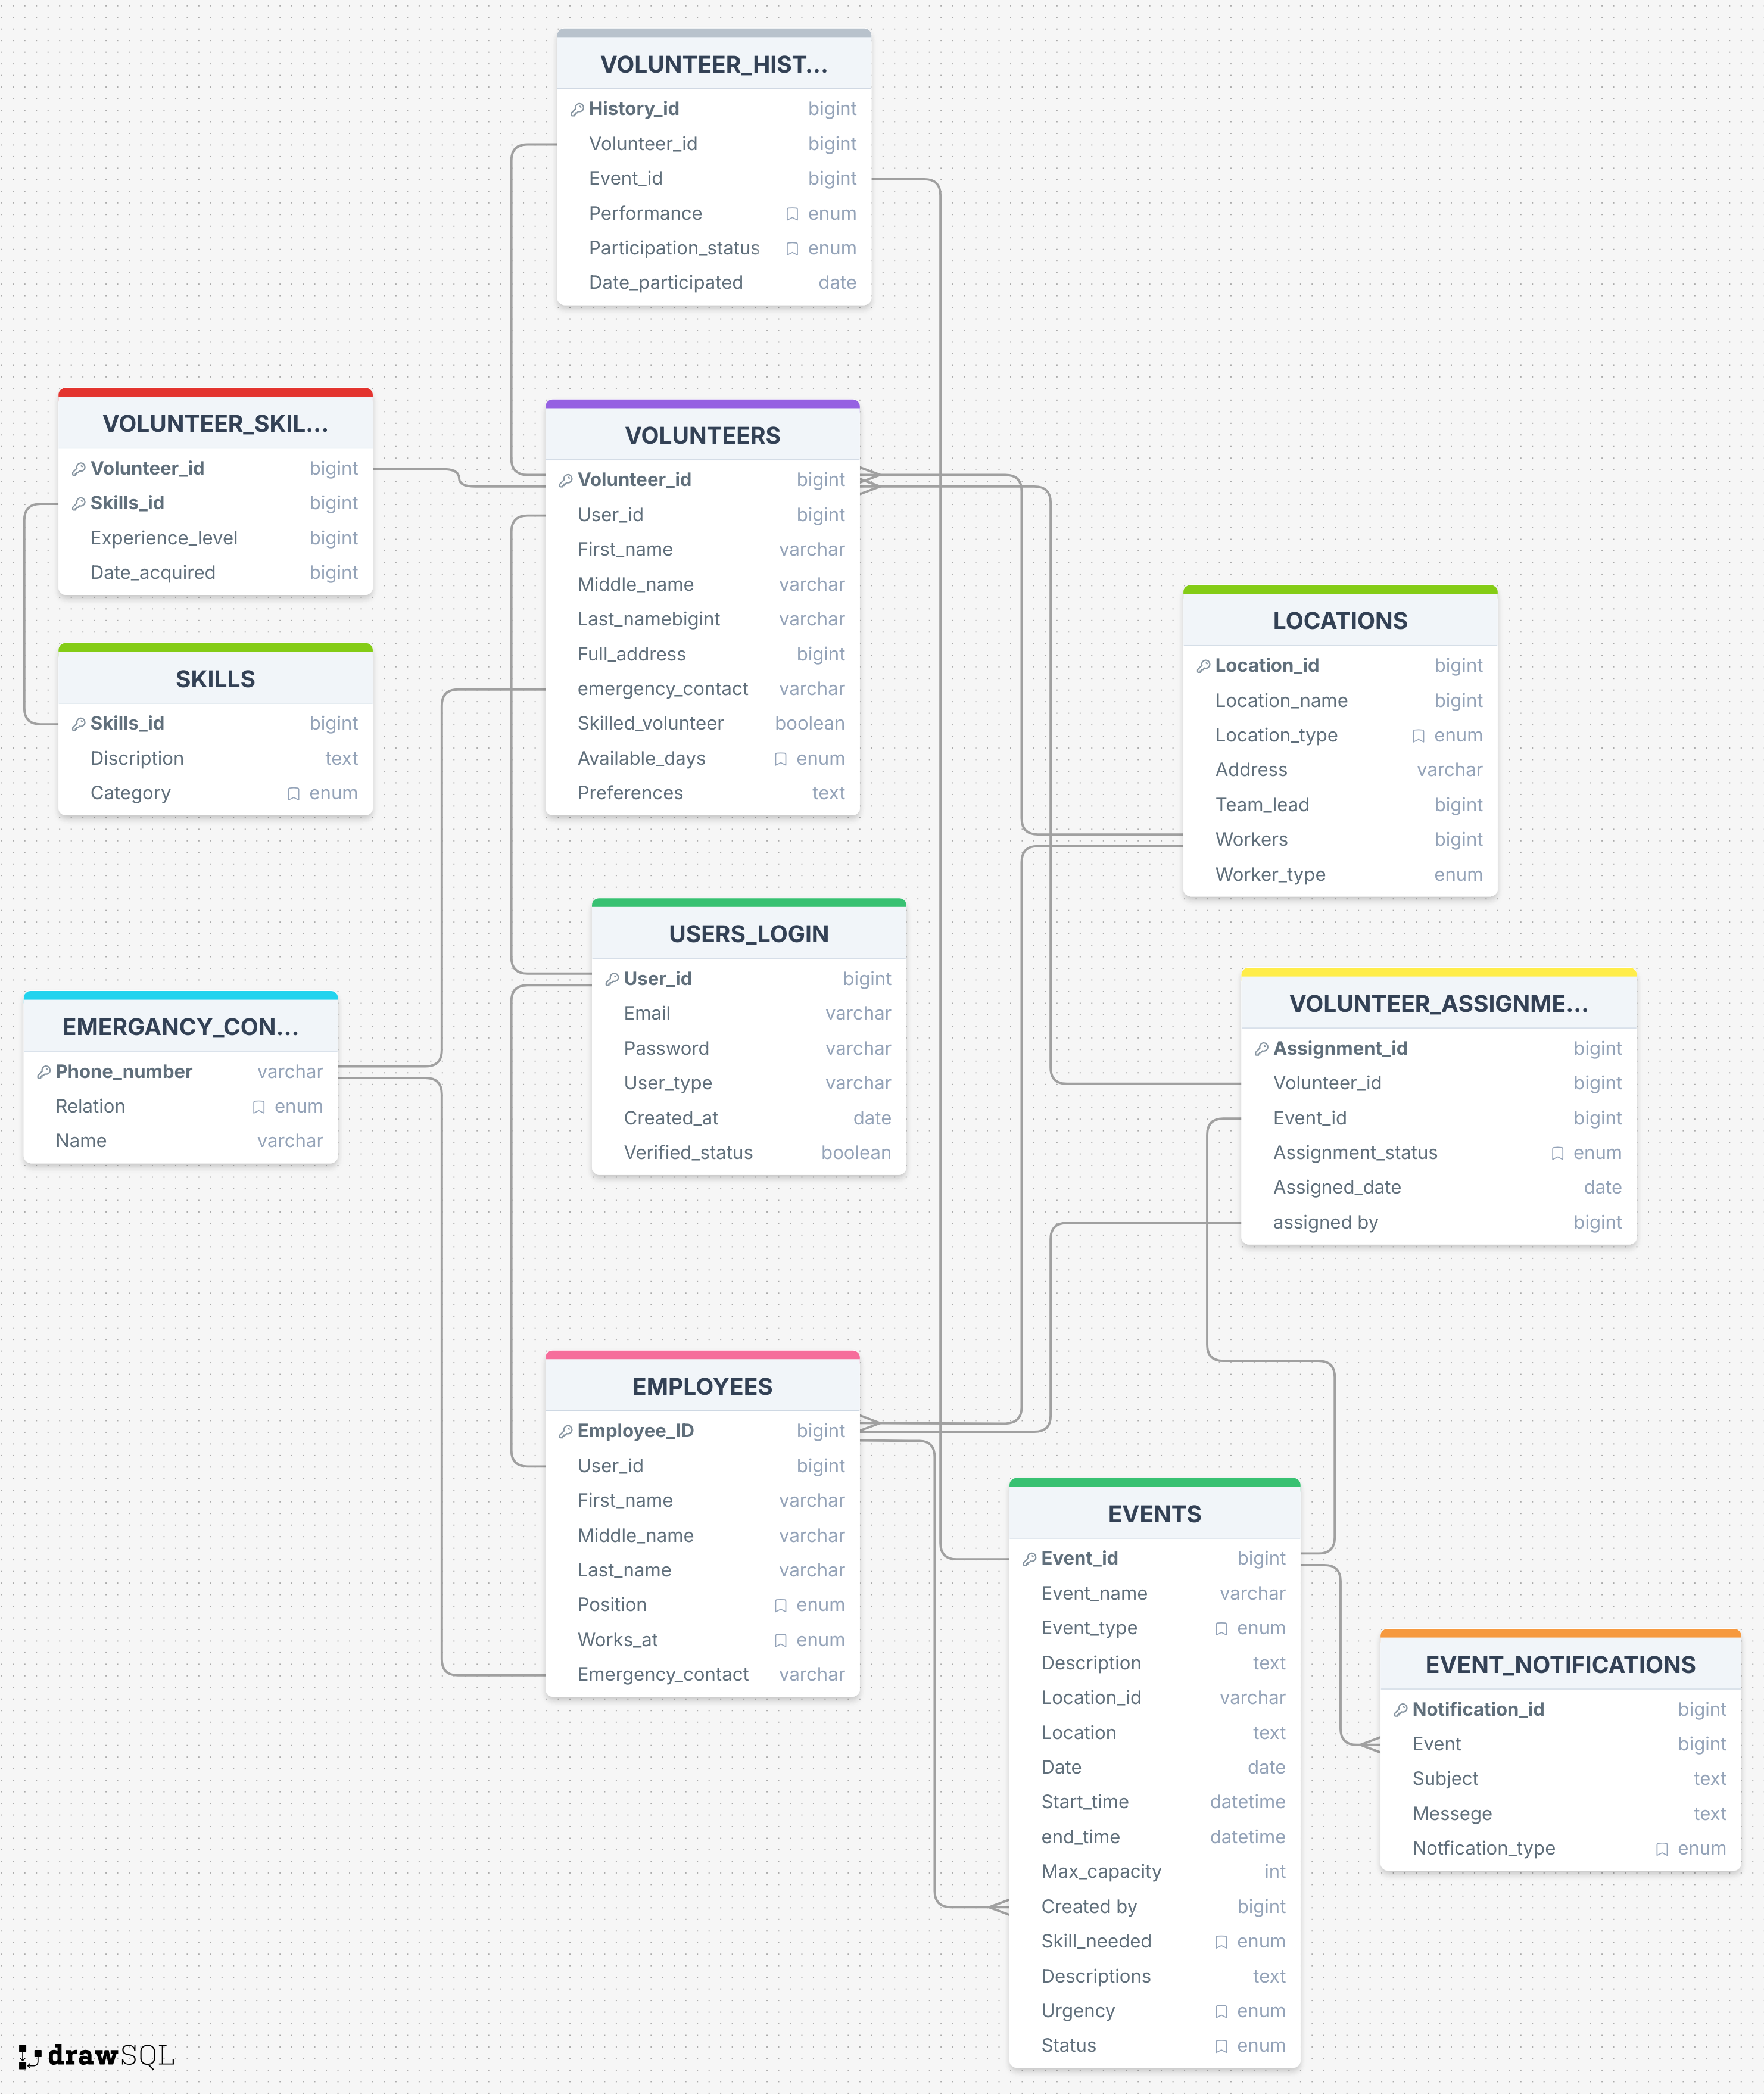 VOLUNTEER_HIST...
History_id bigint
Volunteer_id bigint
Event_id bigint
Performance enum
Participation_status enum
Date_participated date
VOLUNTEER_SKIL...
Volunteer_id bigint
Skills_id bigint
Experience_level bigint
Date_acquired bigint
SKILLS
Skills_id bigint
Discription text
Category enum
VOLUNTEERS
Volunteer_id bigint
User_id bigint
First_name varchar
Middle_name varchar
Last_namebigint varchar
Full_address bigint
emergency_contact varchar
Skilled_volunteer boolean
Available_days enum
Preferences text
LOCATIONS
Location_id bigint
Location_name bigint
Location_type enum
Address varchar
Team_lead bigint
Workers bigint
Worker_type enum
USERS_LOGIN
User_id bigint
Email varchar
Password varchar
User_type varchar
Created_at date
Verified_status boolean
EMERGANCY_CON...
Phone_number varchar
Relation enum
Name varchar
VOLUNTEER_ASSIGNME...
Assignment_id bigint
Volunteer_id bigint
Event_id bigint
Assignment_status enum
Assigned_date date
assigned by bigint
EMPLOYEES
Employee_ID bigint
User_id bigint
First_name varchar
Middle_name varchar
Last_name varchar
Position enum
Works_at enum
Emergency_contact varchar
EVENTS
Event_id bigint
Event_name varchar
Event_type enum
Description text
Location_id varchar
Location text
Date date
Start_time datetime
end_time datetime
Max_capacity int
Created by bigint
Skill_needed enum
Descriptions text
Urgency enum
Status enum
EVENT_NOTIFICATIONS
Notification_id bigint
Event bigint
Subject text
Messege text
Notfication_type enum
drawSQL